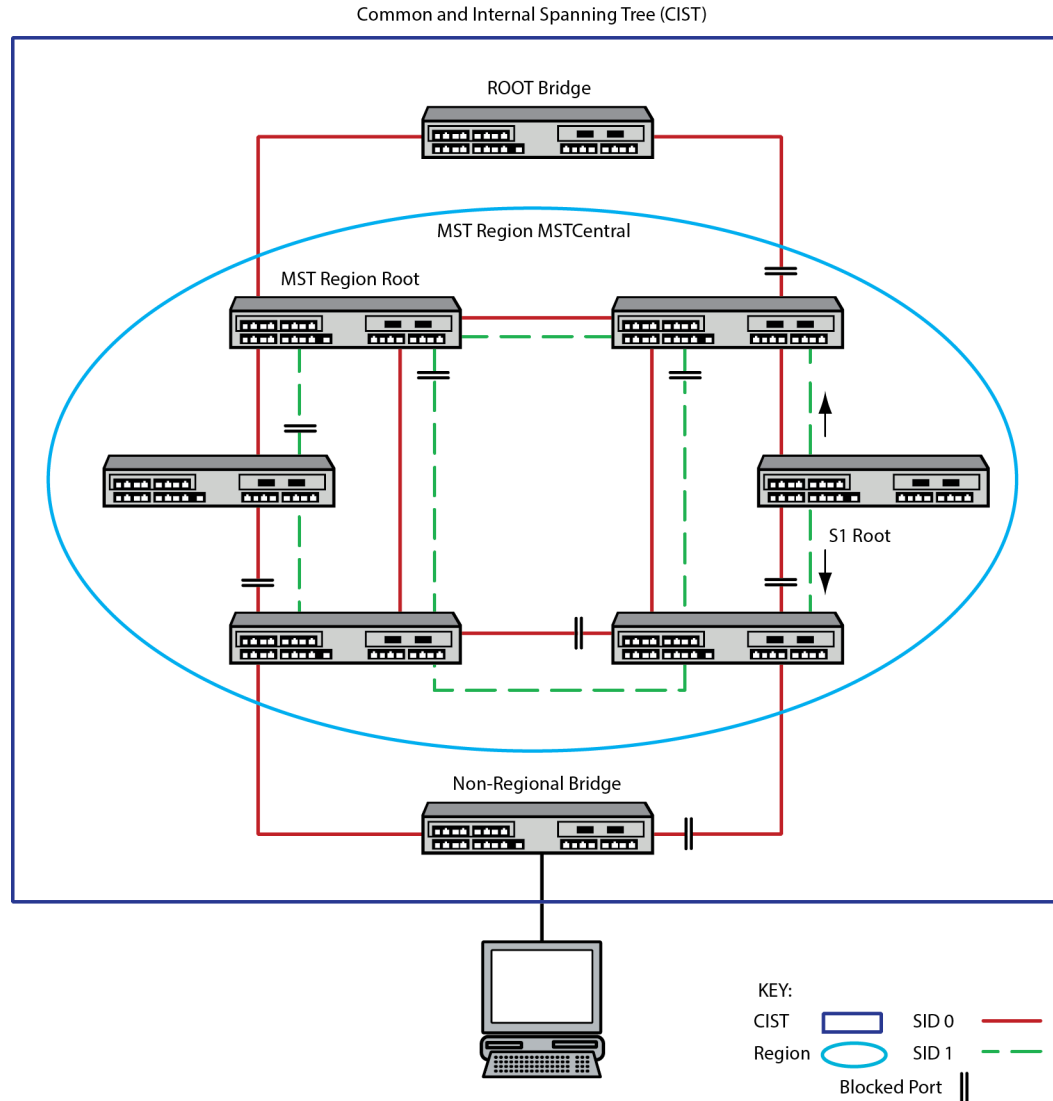 Common and Internal Spanning Tree (CIST)
ROOT Bridge
MST Region MSTCentral
MST Region Root
S1 Root
Non-Regional Bridge
KEY:
CIST
SID 0
Region
SID 1
Blocked Port